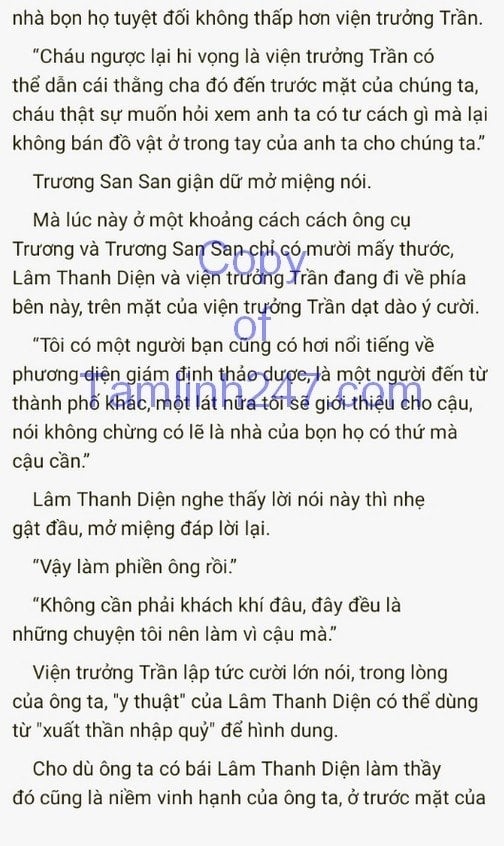 nhà bọn họ tuyệt đối không thấp hơn viện trưởng Trần.
“Cháu ngược lại hi vọng là viện trưởng Trần có
thể dẫn cái thằng cha đó đến trước mặt của chúng ta,
cháu thật sự muốn hỏi xem anh ta có tư cách gì mà lại
không bán đồ vật ở trong tay của anh ta cho chúng ta.”
Trương San San giận dữ mở miệng nói.
Mà lúc này ở một khoảng cách cách ông cụ
Trương và Trương San San chỉ có mười mấy thước,
Copy
Lâm Thanh Diện và viện trưởng Trần đang đi về phía
bên này, trên mặt của viện trưởng Trần dạt dào ý cười.
of
“Tôi có một người bạn cũng có hơi nổi tiếng về
phương diện giám định thảo dược, là một người đến từ
Tamlinh247.com
thành phố khác, một lát nữa tôi sẽ giới thiệu cho cậu,
nói không chừng có lẽ là nhà của bọn họ có thứ mà
cậu cần.”
Lâm Thanh Diện nghe thấy lời nói này thì nhẹ
gật đầu, mở miệng đáp lời lại.
“Vậy làm phiền ông rồi.”
“Không cần phải khách khí đâu, đây đều là
những chuyện tôi nên làm vì cậu mà.”
Viện trưởng Trần lập tức cười lớn nói, trong lòng
của ông ta, "y thuật" của Lâm Thanh Diện có thể dùng
từ "xuất thần nhập quỷ" để hình dung.
Cho dù ông ta có bái Lâm Thanh Diện làm thầy
đó cũng là niềm vinh hạnh của ông ta, ở trước mặt của